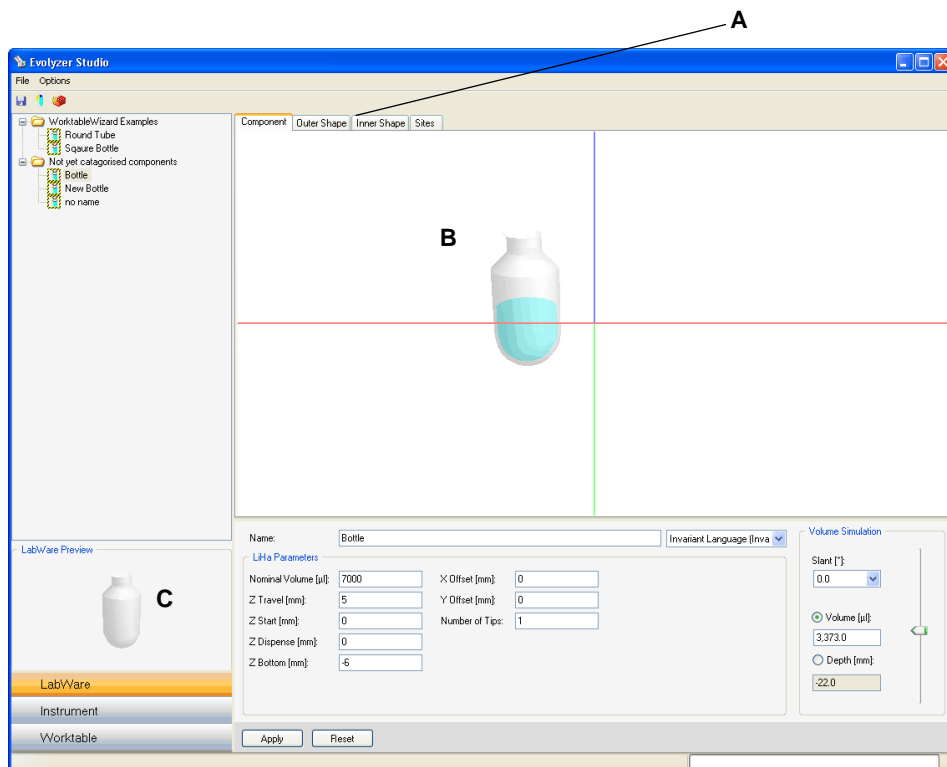 A
Evolyzer Studio
File Options
WorktableWizard Examples
Round Tube
Sqaure Bottle
Not yet catagorised components
Bottle
New Bottle
no name
Component Outer Shape Inner Shape Sites
B
LabWare Preview
C
LabWare
Instrument
Worktable
Name: Bottle Invariant Language (Inva
LiHa Parameters
Nominal Volume [µl]: 7000 X Offset [mm]: 0
Z Travel [mm]: 5 Y Offset [mm]: 0
Z Start [mm]: 0 Number of Tips: 1
Z Dispense [mm]: 0
Z Bottom [mm]: -6
Volume Simulation
Slant [°]:
0.0
Volume [µl]:
3,373.0
Depth [mm]:
-22.0
Apply Reset